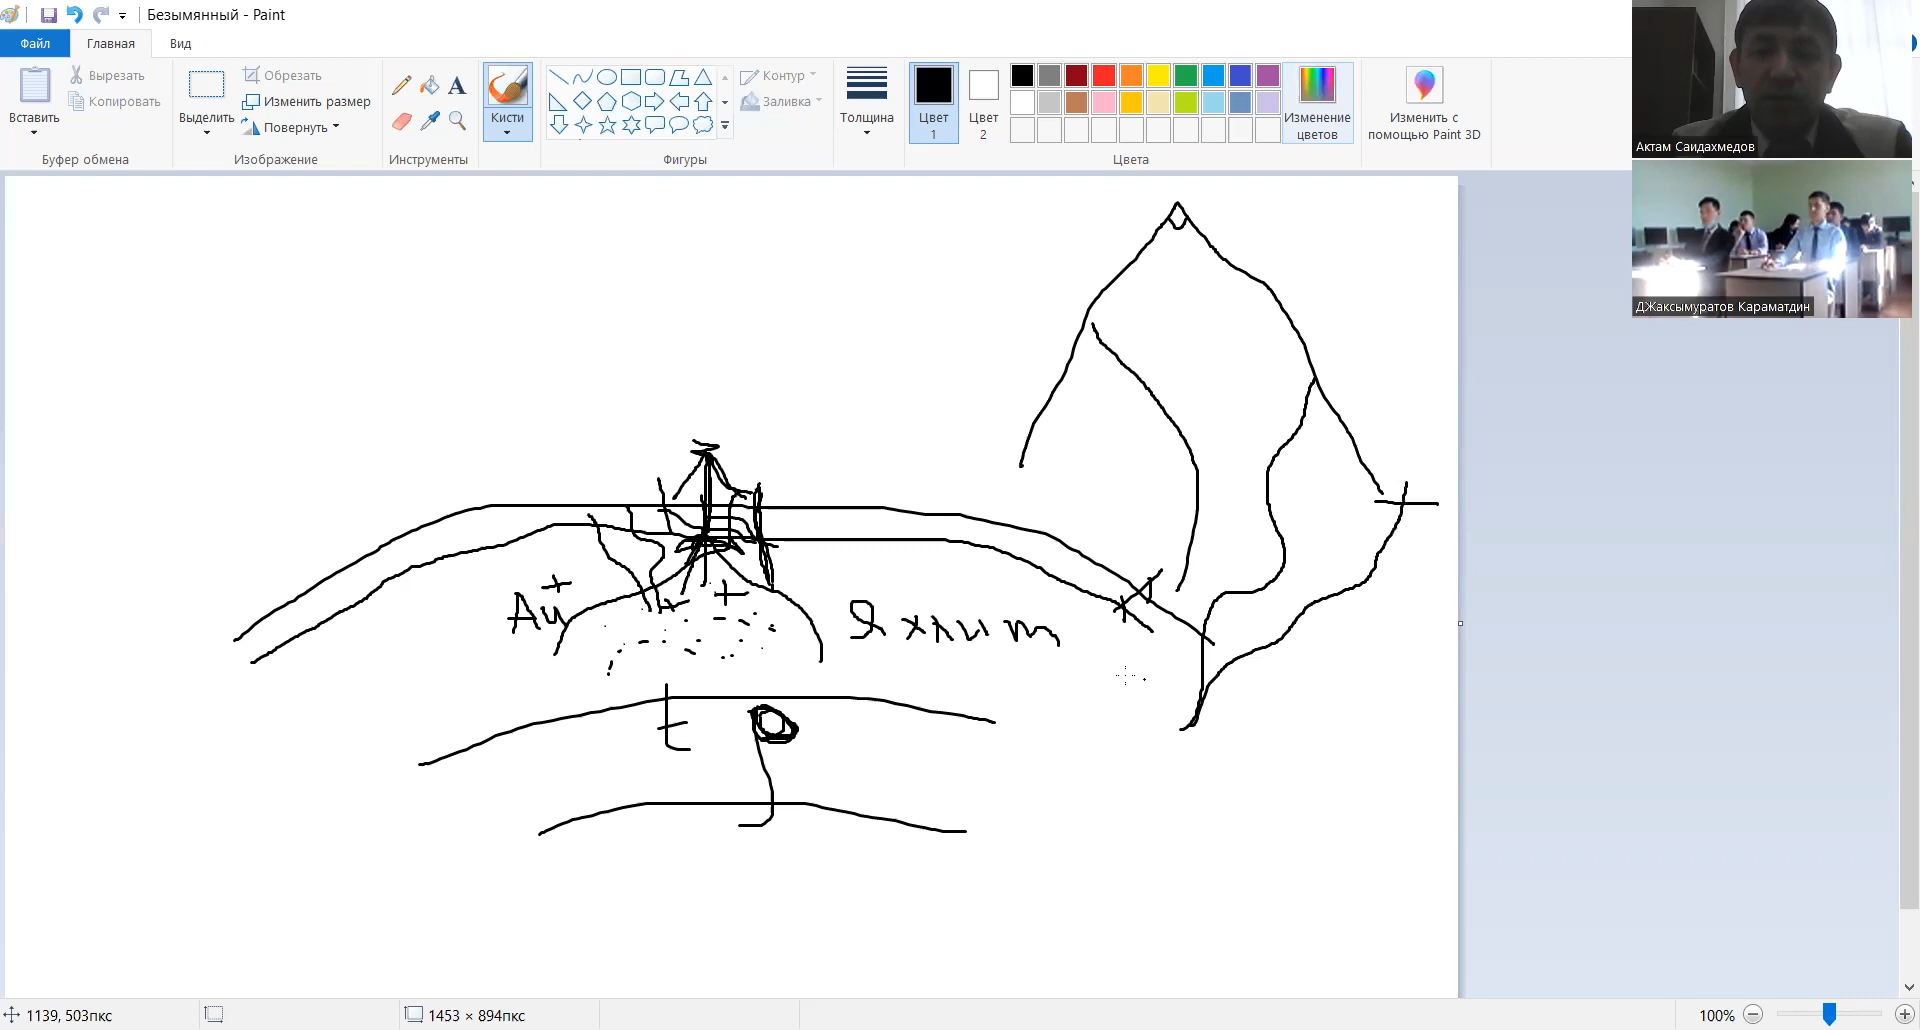 Безымянный - Paint
Файл Главная Вид
Вставить
Вырезать
Копировать
Буфер обмена
Выделить
Обрезать
Изменить размер
Повернуть
Изображение
A
Инструменты
Кисти
Контур
Заливка
Фигуры
Толщина
Цвет
1
Цвет
2
Изменение
цветов
Цвета
Изменить с
помощью Paint 3D
Актам Саидахмедов
ДЖаксымуратов Караматдин
t
1139, 503пкс
1453 × 894пкс
100%